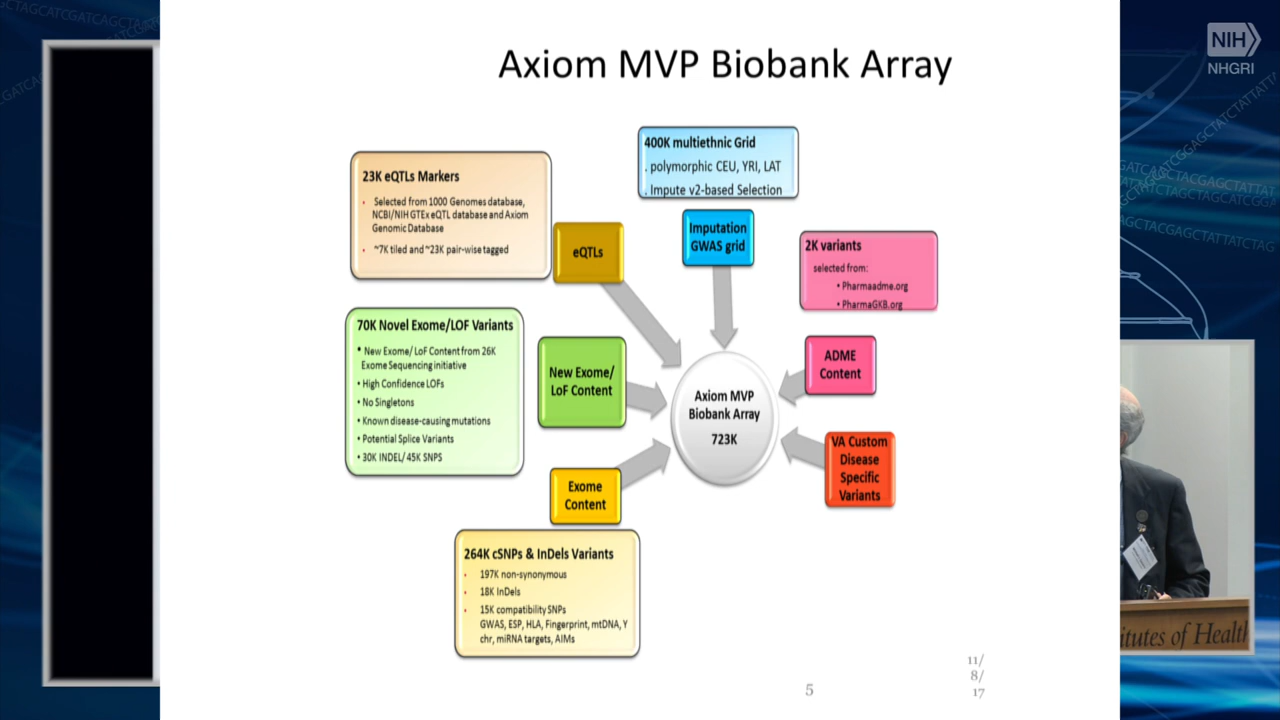 Axiom MVP Biobank Array
NIH
NHGRI
400K multiethnic Grid
. polymorphic CEU, YRI, LAT
. Impute v2-based Selection
23K eQTLs Markers
• Selected from 1000 Genomes database,
NCBI/NIH GTEx eQTL database and Axiom
Genomic Database
• ~7K tiled and ~23K pair-wise tagged
eQTLs
Imputation
GWAS grid
2K variants
selected from:
• Pharmaadme.org
• PharmaGKB.org
70K Novel Exome/LOF Variants
• New Exome/ LoF Content from 26K
Exome Sequencing initiative
• High Confidence LOFs
• No Singletons
• Known disease-causing mutations
• Potential Splice Variants
• 30K INDEL/ 45K SNPS
New Exome/
LoF Content
ADME
Content
Axiom MVP
Biobank Array
723K
VA Custom
Disease
Specific
Variants
Exome
Content
264K cSNPs & InDels Variants
• 197K non-synonymous
• 18K InDels
• 15K compatibility SNPs
GWAS, ESP, HLA, Fingerprint, mtDNA, Y
chr, miRNA targets, AIMs
itutes of Health
5
11/
8/
17